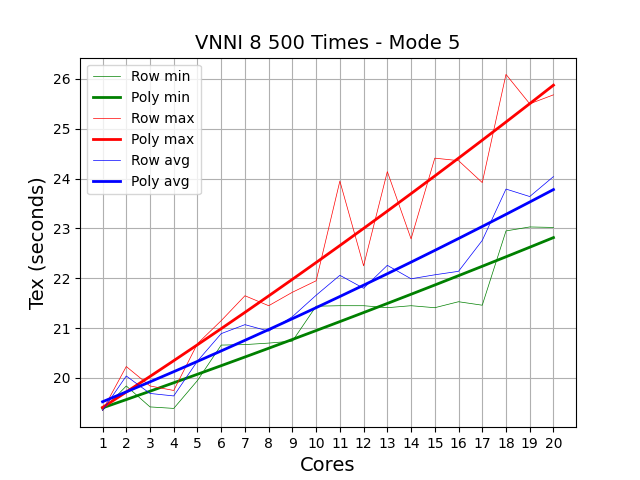 VNNI 8 500 Times - Mode 5
Tex (seconds)
26
25
24
23
22
21
20
Row min
Poly min
Row max
Poly max
Row avg
Poly avg
1 2 3 4 5 6 7 8 9 10 11 12 13 14 15 16 17 18 19 20
Cores